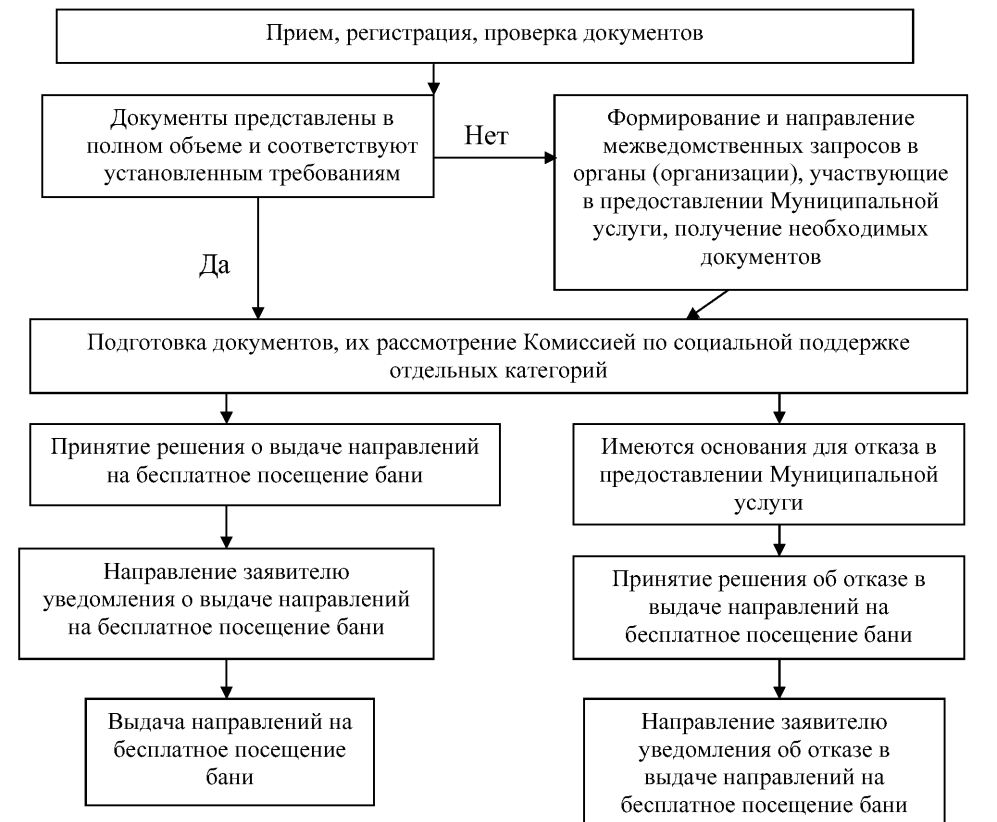 Прием, регистрация, проверка документов
Документы представлены в
полном объеме и соответствуют
установленным требованиям
Нет
Формирование и направление
межведомственных запросов в
органы (организации), участвующие
в предоставлении Муниципальной
услуги, получение необходимых
документов
Да
Подготовка документов, их рассмотрение Комиссией по социальной поддержке
отдельных категорий
Принятие решения о выдаче направлений
на бесплатное посещение бани
Имеются основания для отказа в
предоставлении Муниципальной
услуги
Направление заявителю
уведомления о выдаче направлений
на бесплатное посещение бани
Принятие решения об отказе в
выдаче направлений на
бесплатное посещение бани
Выдача направлений на
бесплатное посещение
бани
Направление заявителю
уведомления об отказе в
выдаче направлений на
бесплатное посещение бани